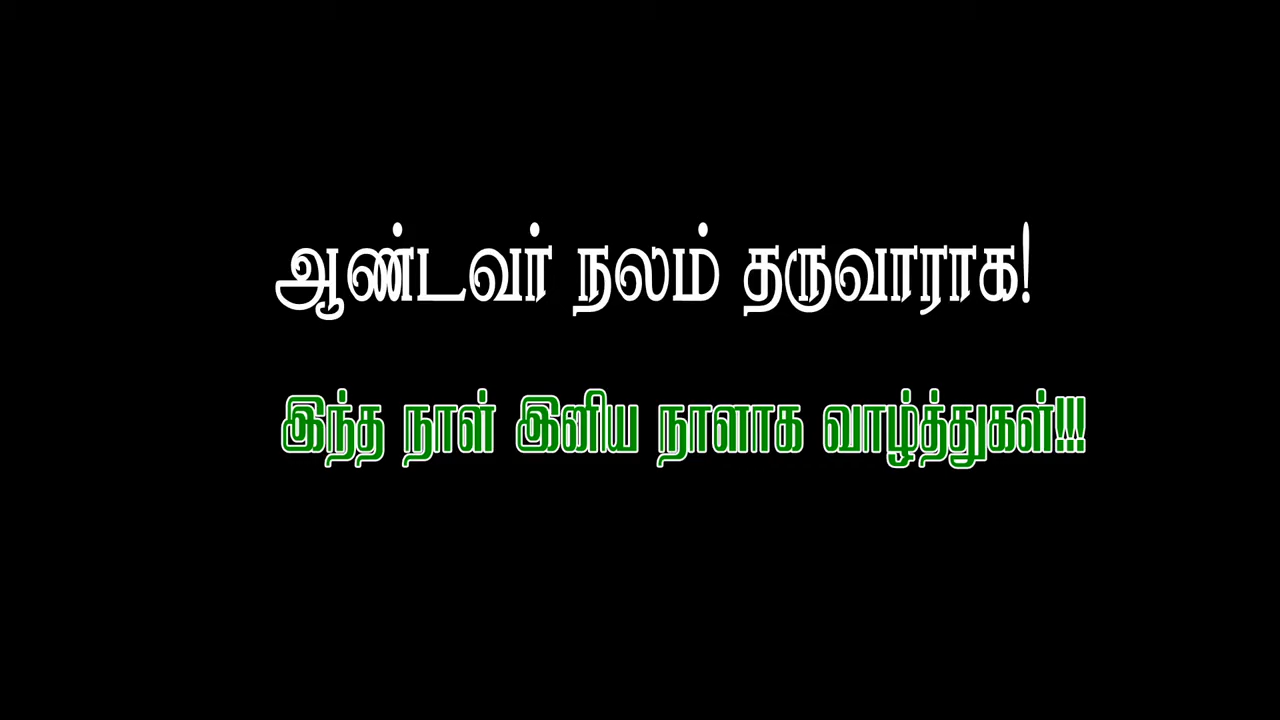 ஆண்டவர் நலம் தருவாராக!
இந்த நாள் இனிய நாளாக வாழ்த்துகள்!!!